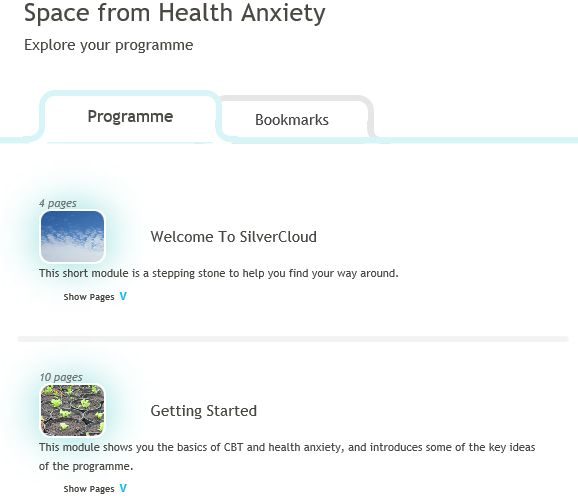 Space from Health Anxiety
Explore your programme
Programme
Bookmarks
4 pages
Welcome To SilverCloud
This short module is a stepping stone to help you find your way around.
Show Pages V
10 pages
Getting Started
This module shows you the basics of CBT and health anxiety, and introduces some of the key ideas
of the programme.
Show Pages V